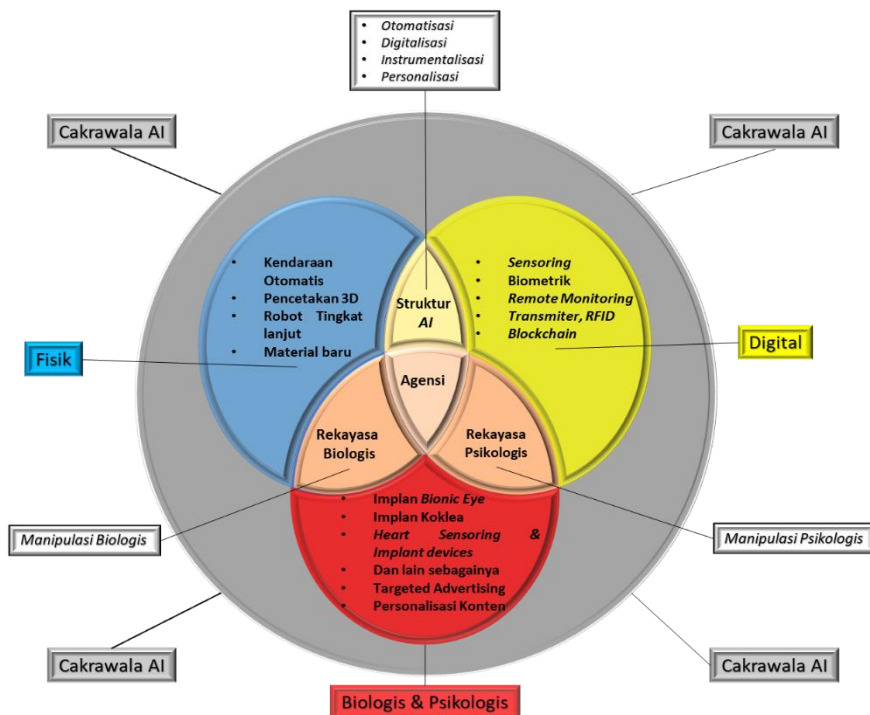 Otomatisasi
Digitalisasi
Instrumentalisasi
Personalisasi
Cakrawala AI
Cakrawala AI
Kendaraan
Otomatis
Pencetakan 3D
Robot Tingkat
lanjut
Material baru
Struktur
AI
Sensoring
Biometrik
Remote Monitoring
Transmiter, RFID
Blockchain
Fisik
Digital
Agensi
Rekayasa
Biologis
Rekayasa
Psikologis
Implan Bionic Eye
Implan Koklea
Heart Sensoring &
Implant devices
Dan lain sebagainya
Targeted Advertising
Personalisasi Konten
Manipulasi Biologis
Manipulasi Psikologis
Cakrawala AI
Cakrawala AI
Biologis & Psikologis